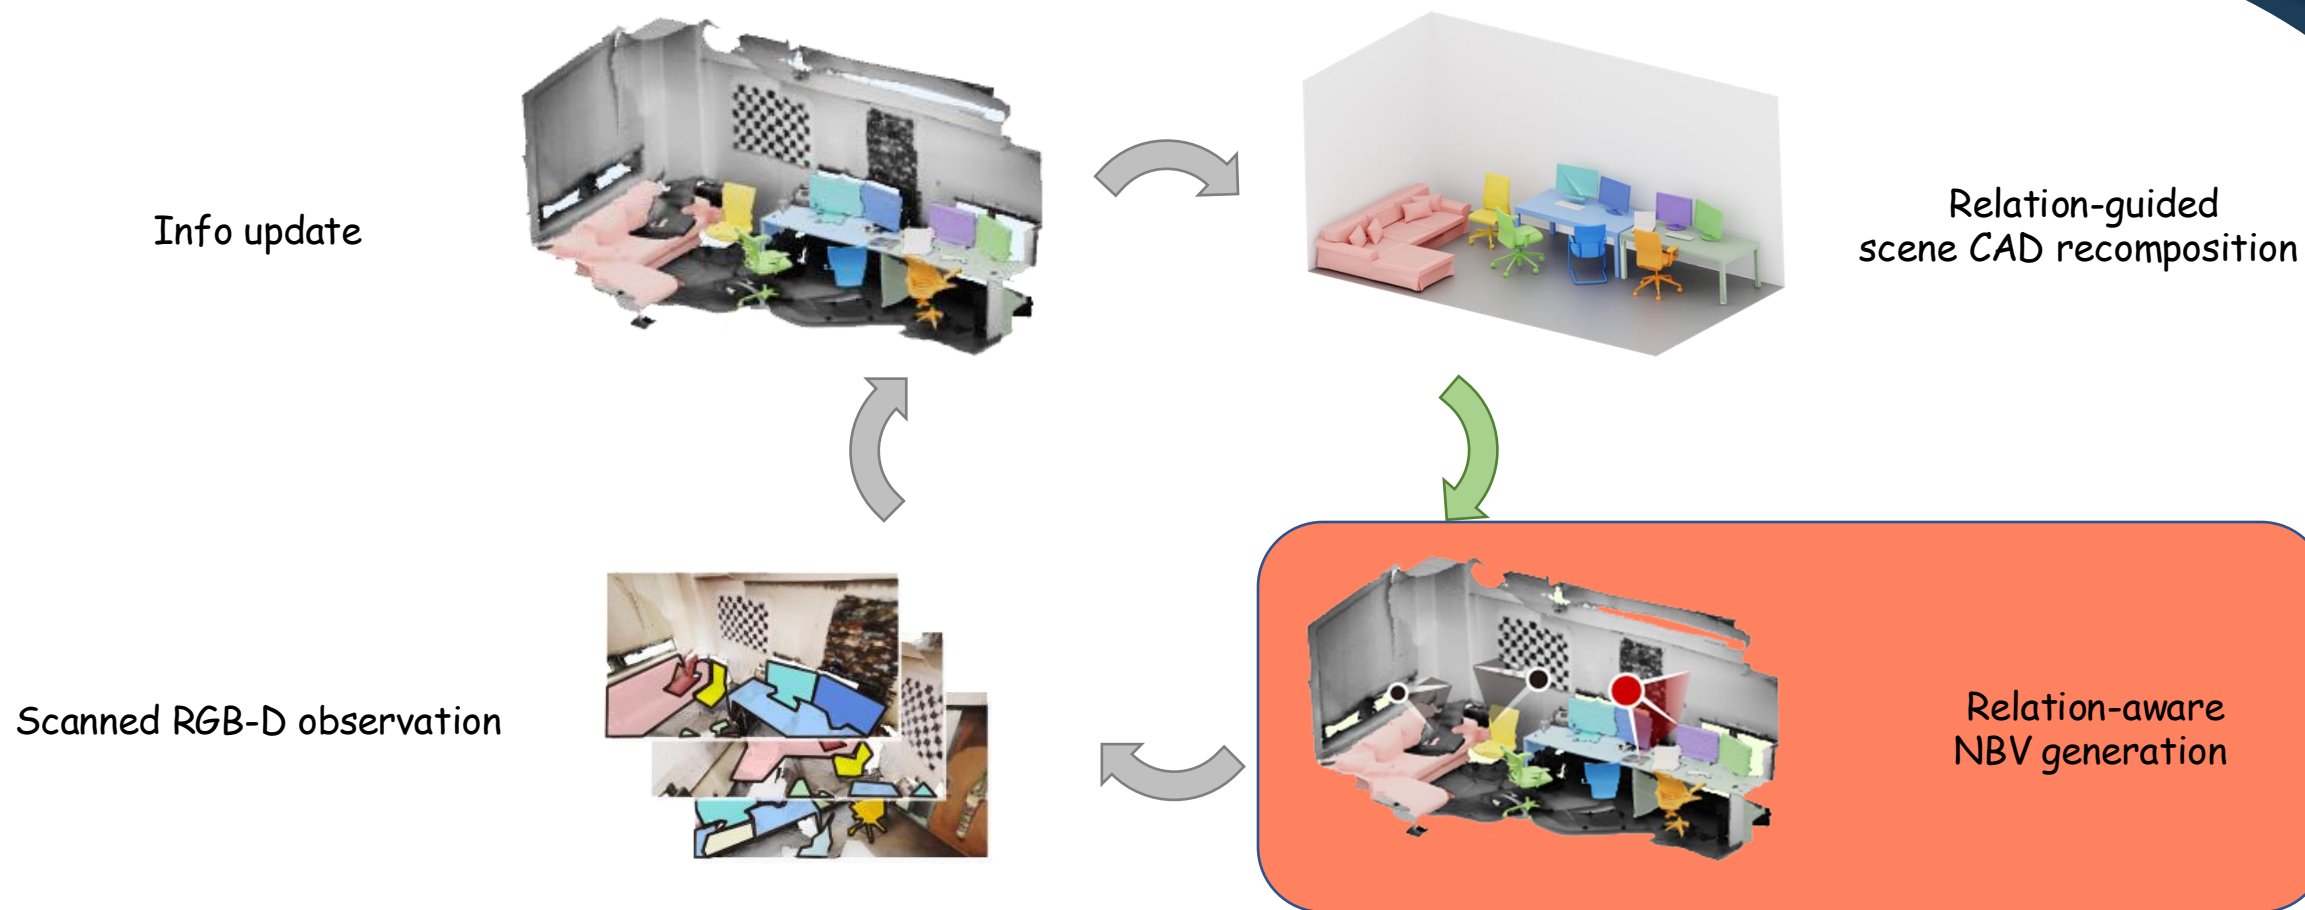 Info update
Relation-guided
scene CAD recomposition
Scanned RGB-D observation
Relation-aware
NBV generation